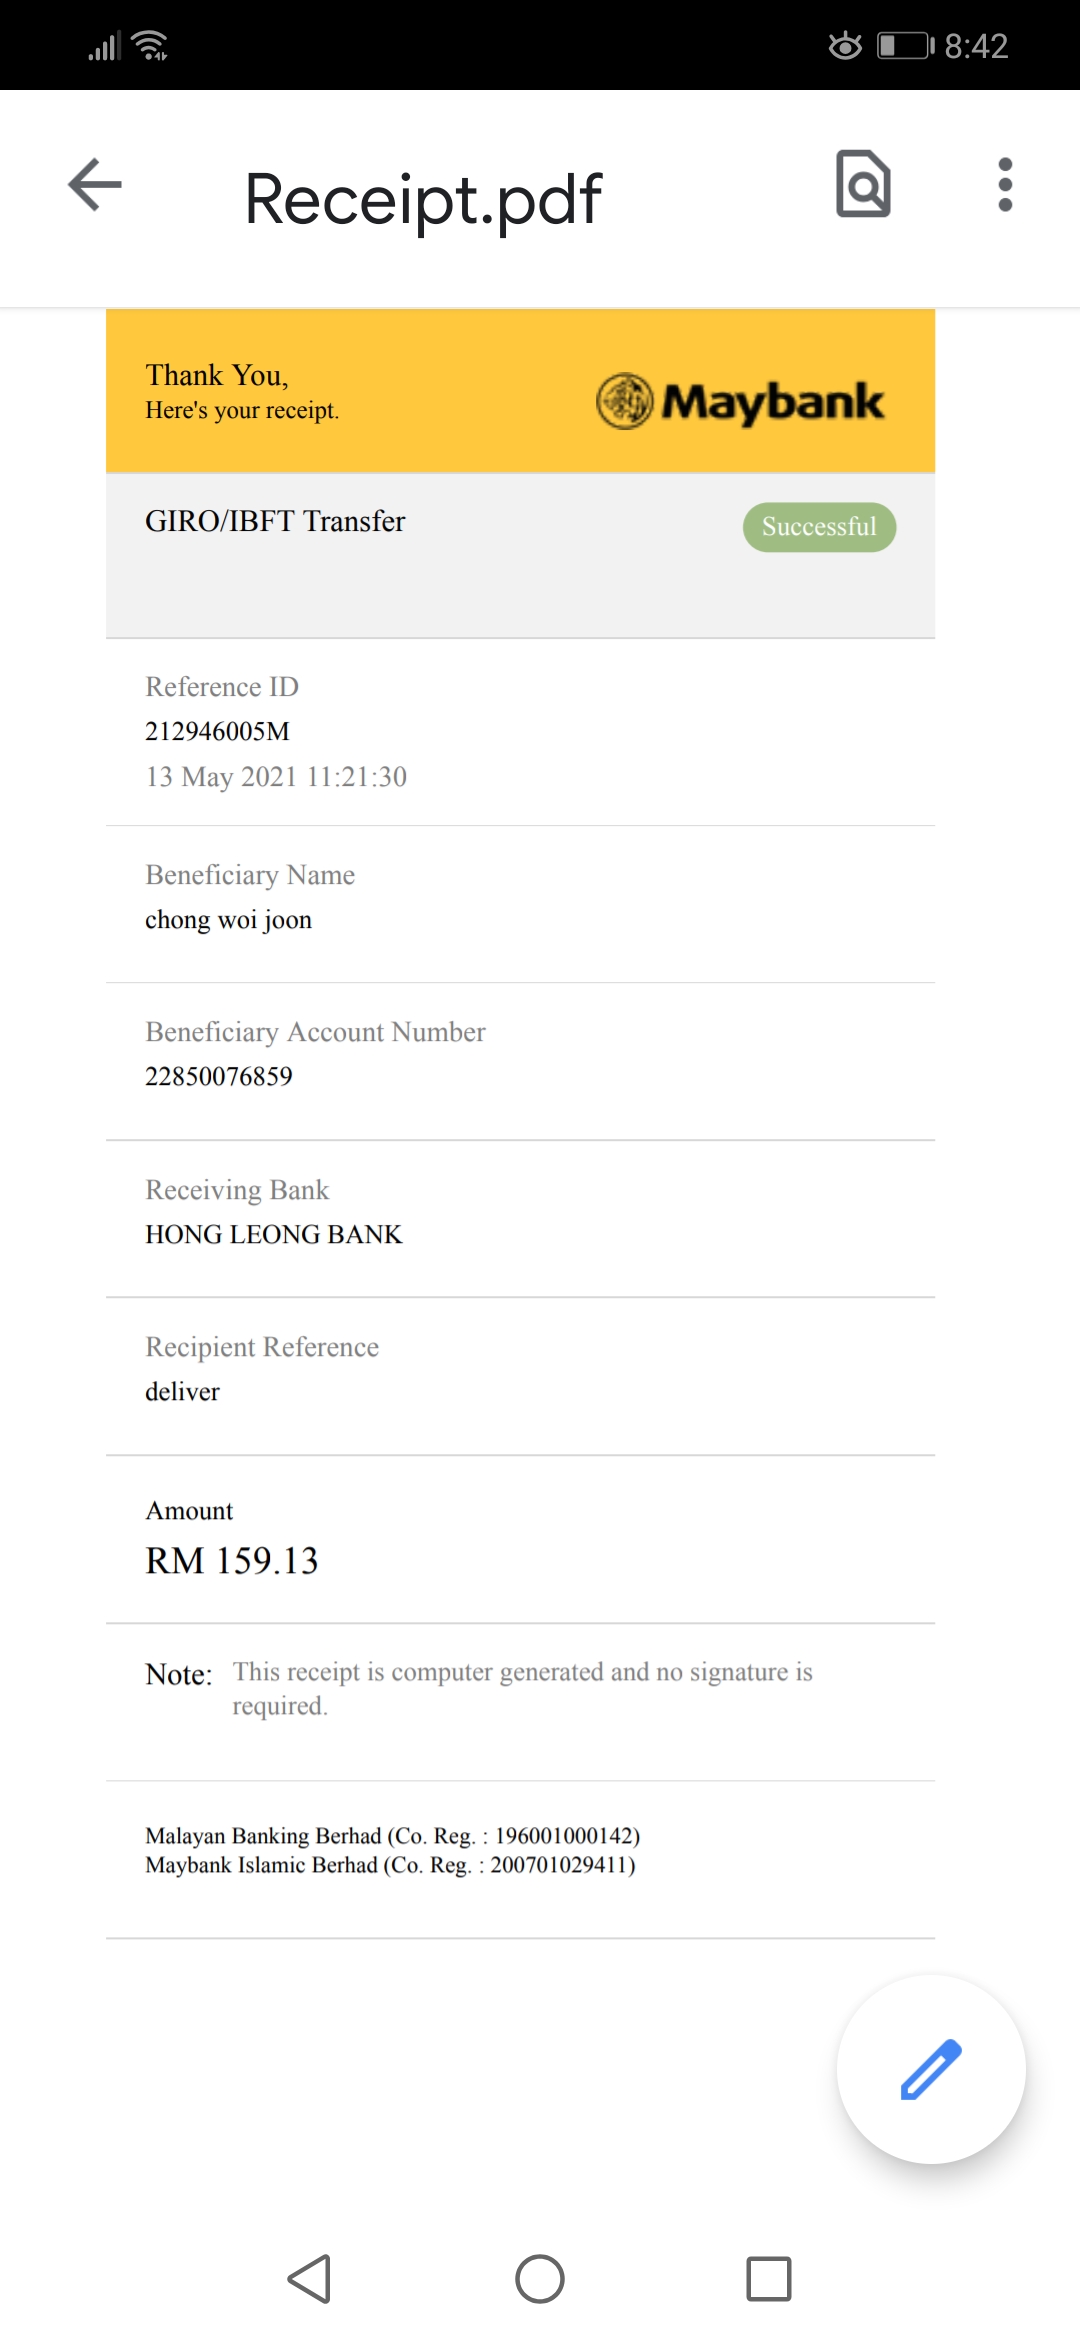 8:42
Receipt.pdf
Thank You,
Here's your receipt.
Maybank
GIRO/IBFT Transfer
Successful
Reference ID
212946005M
13 May 2021 11:21:30
Beneficiary Name
chong woi joon
Beneficiary Account Number
22850076859
Receiving Bank
HONG LEONG BANK
Recipient Reference
deliver
Amount
RM 159.13
Note: This receipt is computer generated and no signature is
required.
Malayan Banking Berhad (Co. Reg. : 196001000142)
Maybank Islamic Berhad (Co. Reg. : 200701029411)